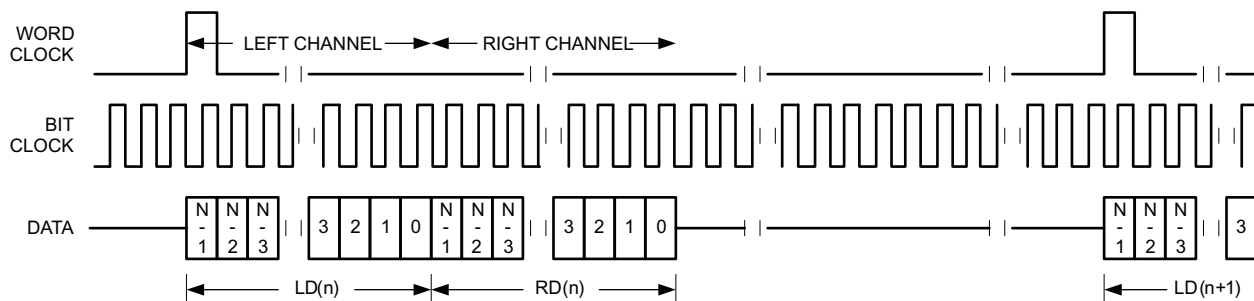 WORD
CLOCK
LEFT CHANNEL
RIGHT CHANNEL
BIT
CLOCK
DATA
N-1 N-2 N-3 3 2 1 0 N-1 N-2 N-3 3 2 1 0 N-1 N-2 N-3 3
LD(n)
RD(n)
LD(n+1)